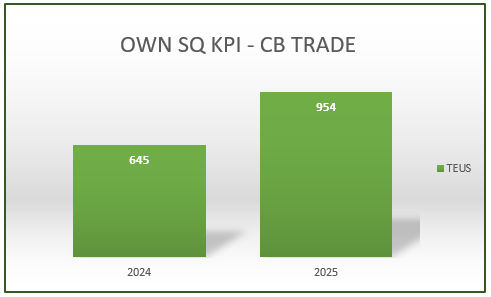 OWN SQ KPI - CB TRADE
954
645
TEUS
2024 2025